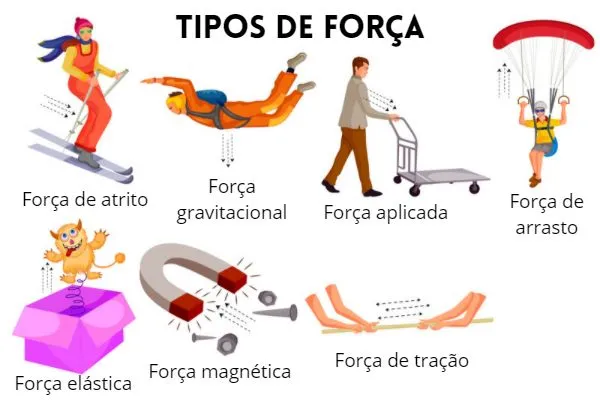 TIPOS DE FORÇA
Força de atrito
Força
gravitacional
Força aplicada
Força de
arrasto
Força elástica
Força magnética
Força de tração